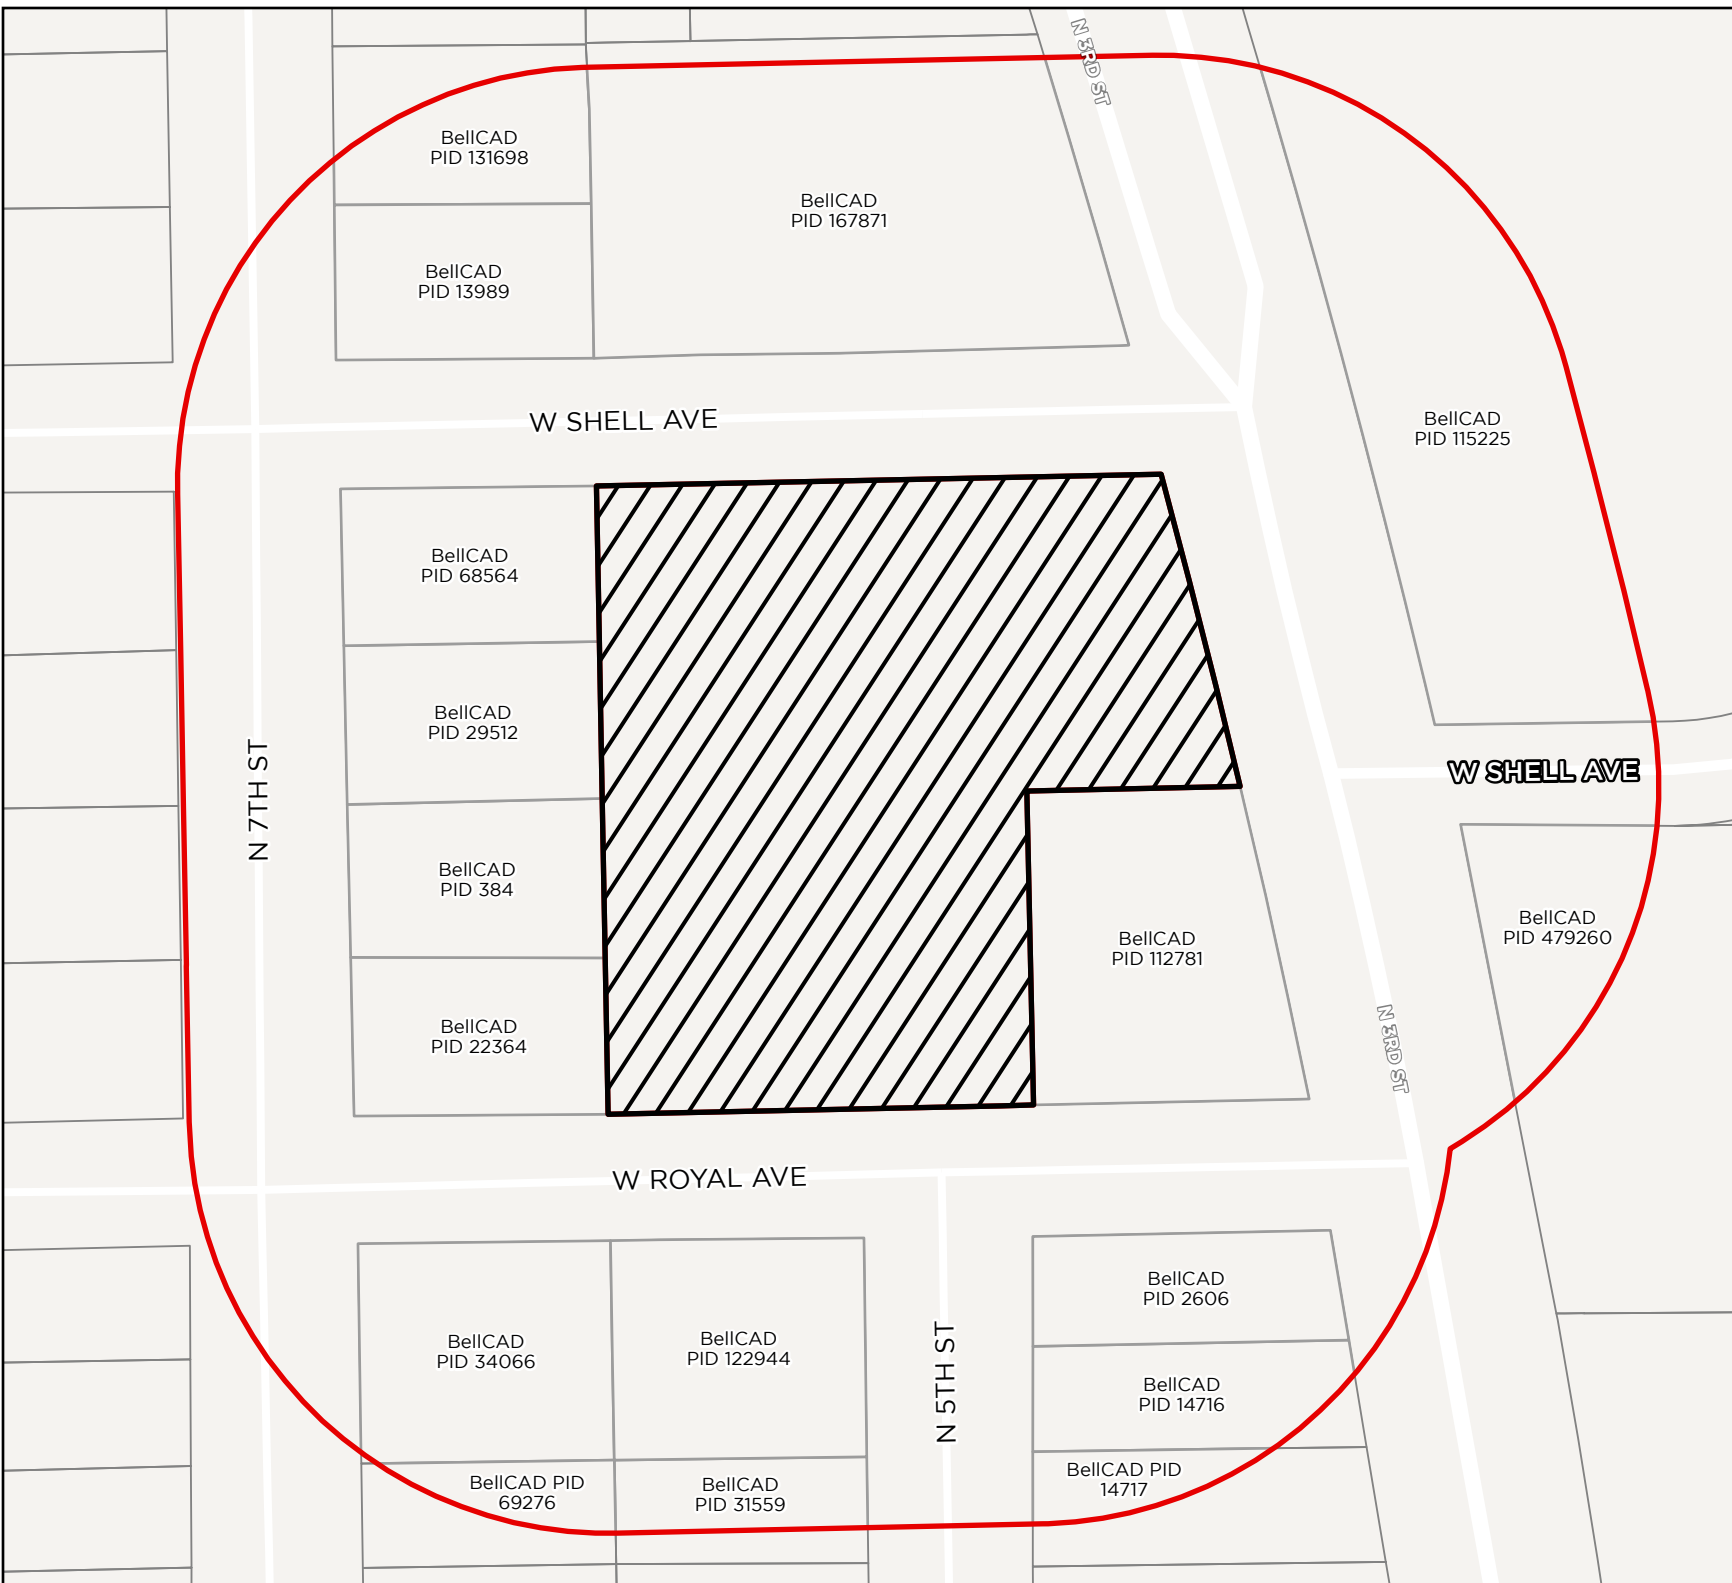 N 3RD ST
BellCAD
PID 131698
BellCAD
PID 167871
BellCAD
PID 13989
W SHELL AVE
BellCAD
PID 115225
BellCAD
PID 68564
BellCAD
PID 29512
N 7TH ST
W SHELL AVE
BellCAD
PID 384
BellCAD
PID 479260
BellCAD
PID 112781
BellCAD
PID 22364
N 3RD ST
W ROYAL AVE
BellCAD
PID 2606
BellCAD
PID 34066
BellCAD
PID 122944
N 5TH ST
BellCAD
PID 14716
BellCAD PID
69276
BellCAD
PID 31559
BellCAD PID
14717